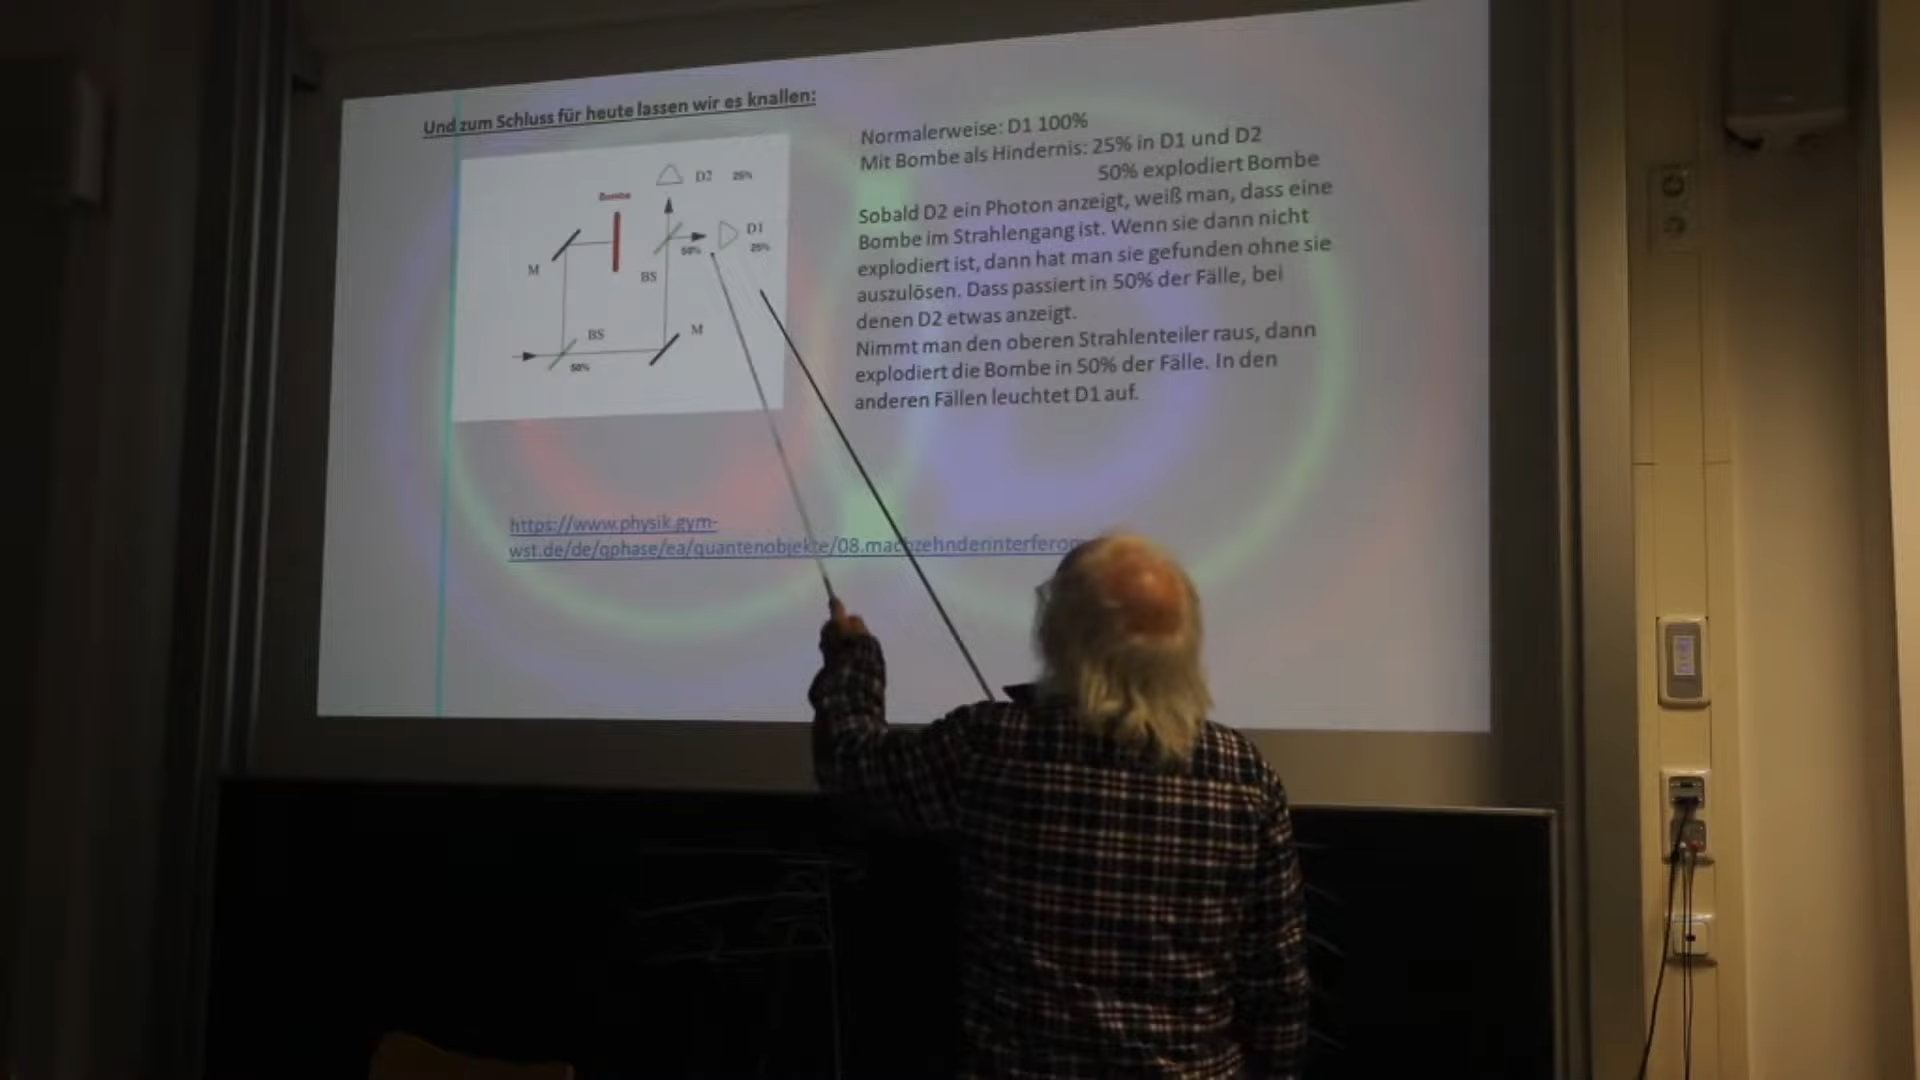 Und zum Schluss für heute lassen wir es knallen:
Normalerweise: D1 100%
Mit Bombe als Hindernis: 25% in D1 und D2
50% explodiert Bombe
Sobald D2 ein Photon anzeigt, weiß man, dass eine
Bombe im Strahlengang ist. Wenn sie dann nicht
explodiert ist, dann hat man sie gefunden ohne sie
auszulösen. Dass passiert in 50% der Fälle, bei
denen D2 etwas anzeigt.
Nimmt man den oberen Strahlenteiler raus, dann
explodiert die Bombe in 50% der Fälle. In den
anderen Fällen leuchtet D1 auf.
D2 25%
Bombe
D1
25%
50%
M
BS
BS
M
50%
https://www.physik.gym-
wst.de/de/qphase/ea/quantenobjekte/08.machzehnderinterferom